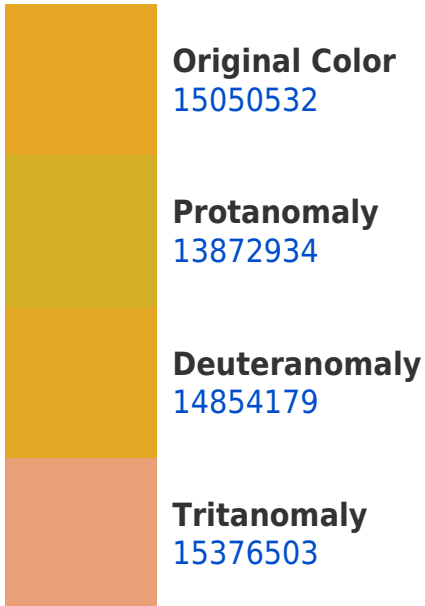 Original Color
15050532
Protanomaly
13872934
Deuteranomaly
14854179
Tritanomaly
15376503